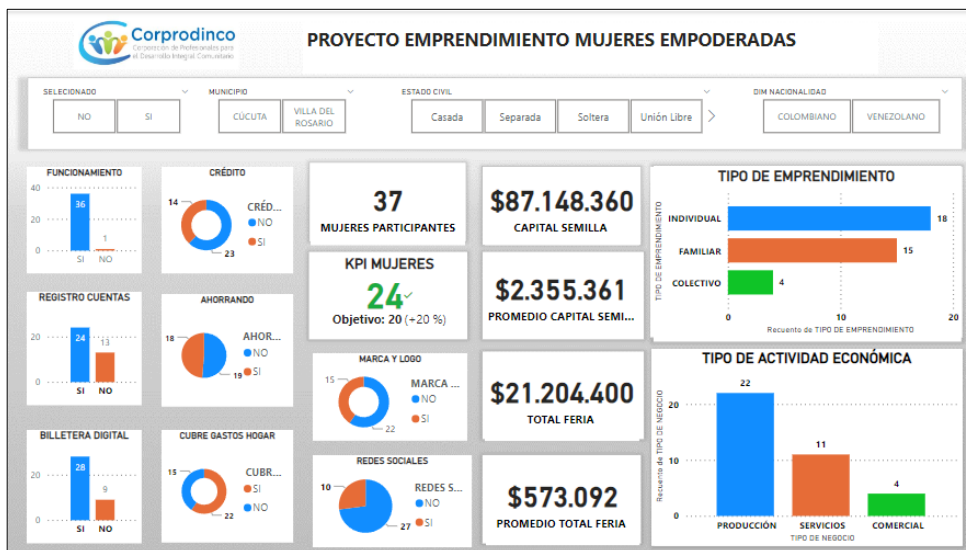 Corprodinco
Corporación de Profesionales para
el Desarrollo Integral Comunitario
PROYECTO EMPRENDIMIENTO MUJERES EMPODERADAS
SELECIONADO
NO
SI
MUNICIPIO
CÚCUTA
VILLA DEL
ROSARIO
ESTADO CIVIL
Casada
Separada
Soltera
Unión Libre
DIM NACIONALIDAD
COLOMBIANO
VENEZOLANO
FUNCIONAMIENTO
40
20
0
36
1
SI NO
CRÉDITO
14
23
CRÉD...
NO
SI
37
MUJERES PARTICIPANTES
$87.148.360
CAPITAL SEMILLA
TIPO DE EMPRENDIMIENTO
TIPO DE EMPRENDIMIENTO
INDIVIDUAL
18
FAMILIAR
15
COLECTIVO
4
0 10 20
Recuento de TIPO DE EMPRENDIMIENTO
KPI MUJERES
24
Objetivo: 20 (+20 %)
$2.355.361
PROMEDIO CAPITAL SEMI...
REGISTRO CUENTAS
20
0
24
13
SI NO
AHORRANDO
18
19
AHOR...
NO
SI
MARCA Y LOGO
15
22
MARCA ...
NO
SI
$21.204.400
TOTAL FERIA
TIPO DE ACTIVIDAD ECONÓMICA
Recuento de TIPO DE NEGOCIO
20
10
0
22
11
4
PRODUCCIÓN SERVICIOS COMERCIAL
TIPO DE NEGOCIO
BILLETERA DIGITAL
20
0
28
9
SI NO
CUBRE GASTOS HOGAR
15
22
CUBR...
SI
NO
REDES SOCIALES
10
27
REDES S...
NO
SI
$573.092
PROMEDIO TOTAL FERIA